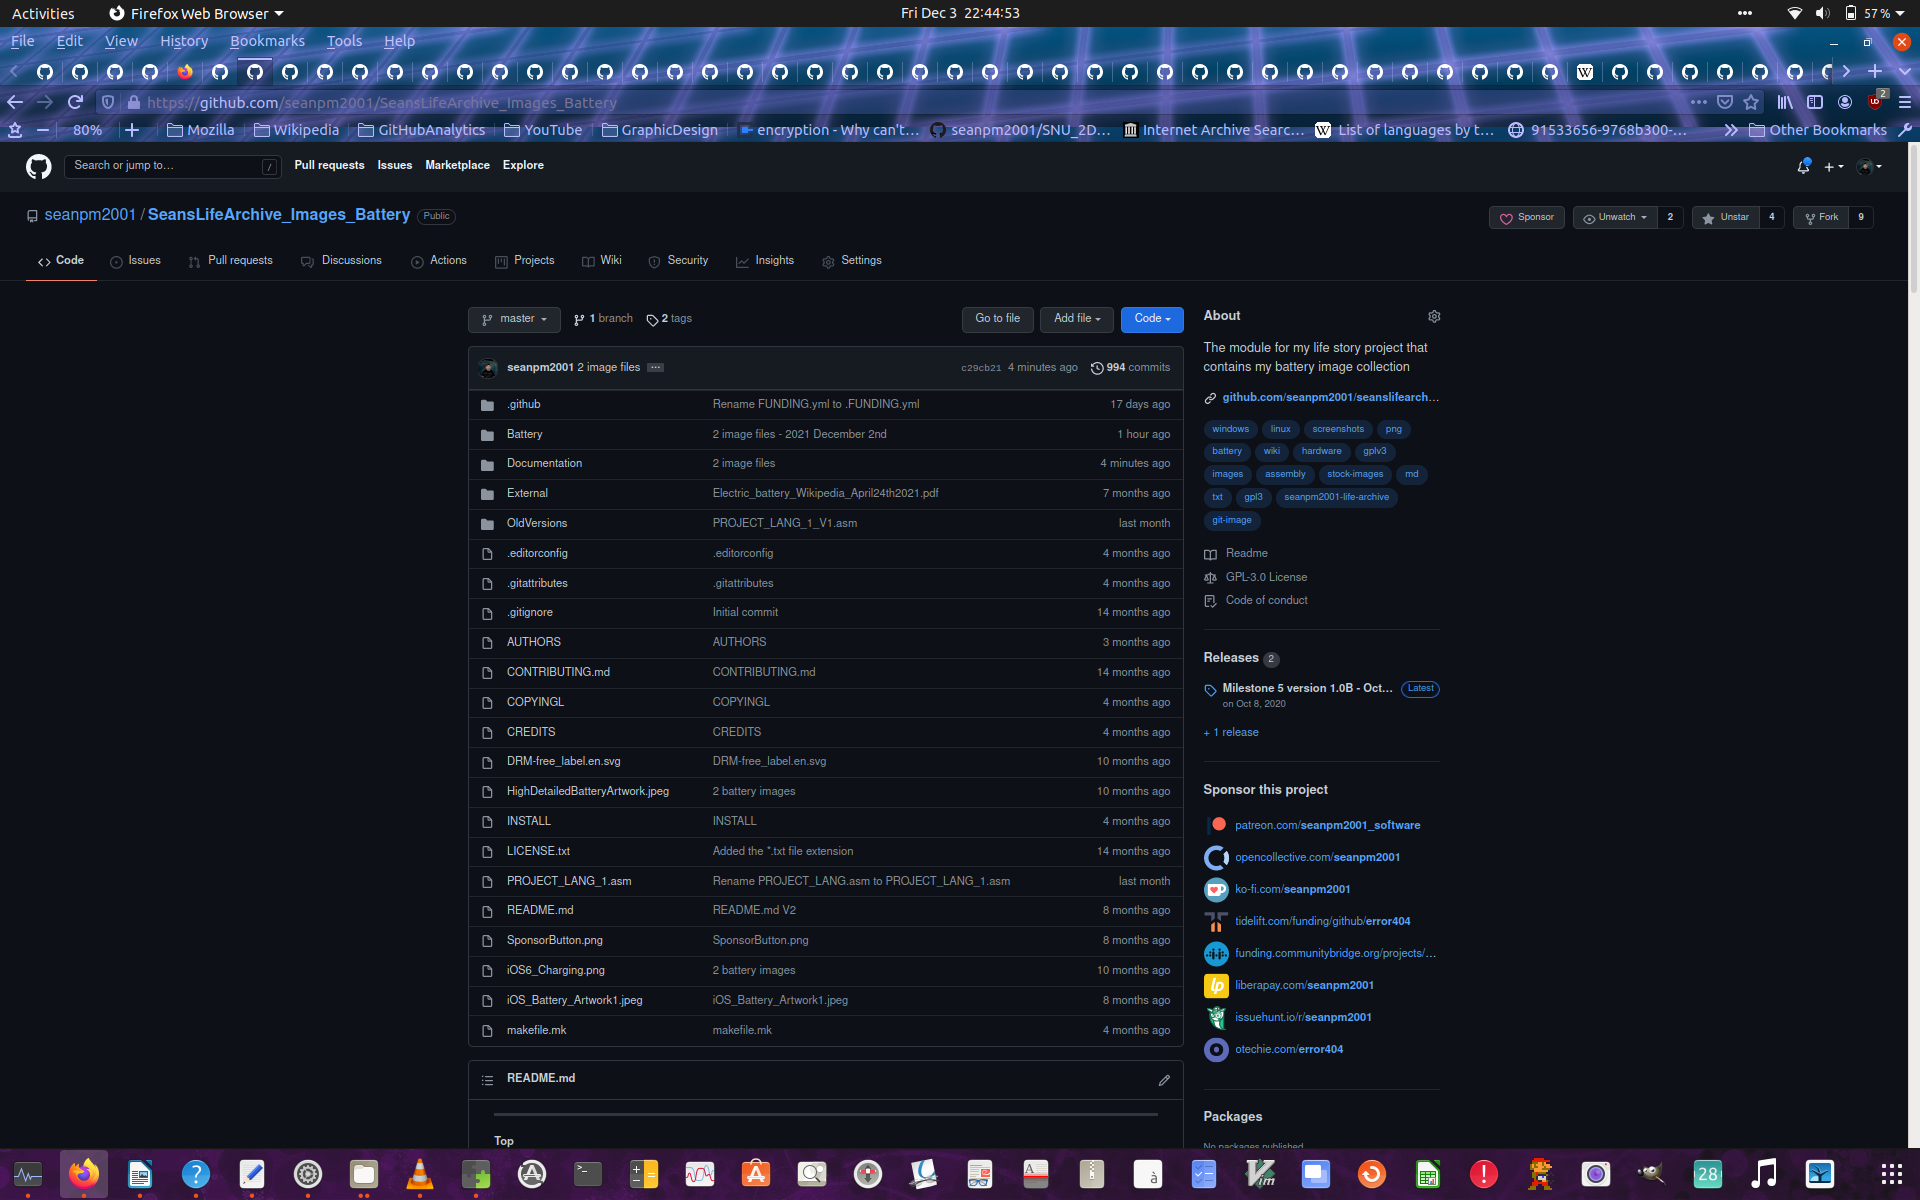 Activities Firefox Web Browser Fri Dec 3 22:44:53 57 %
File Edit View History Bookmarks Tools Help
https://github.com/seanpm2001/SeansLifeArchive_Images_Battery 2
80% Mozilla Wikipedia GitHubAnalytics YouTube GraphicDesign encryption - Why can't... seanpm2001/SNU_2D... Internet Archive Searc... List of languages by t... 91533656-9768b300-... Other Bookmarks
Search or jump to... / Pull requests Issues Marketplace Explore
seanpm2001 / SeansLifeArchive_Images_Battery Public Sponsor Unwatch 2 Unstar 4 Fork 9
Code Issues Pull requests Discussions Actions Projects Wiki Security Insights Settings
master 1 branch 2 tags Go to file Add file Code
seanpm2001 2 image files ... c29cb21 4 minutes ago 994 commits
.github Rename FUNDING.yml to .FUNDING.yml 17 days ago
Battery 2 image files - 2021 December 2nd 1 hour ago
Documentation 2 image files 4 minutes ago
External Electric_battery_Wikipedia_April24th2021.pdf 7 months ago
OldVersions PROJECT_LANG_1_V1.asm last month
.editorconfig .editorconfig 4 months ago
.gitattributes .gitattributes 4 months ago
.gitignore Initial commit 14 months ago
AUTHORS AUTHORS 3 months ago
CONTRIBUTING.md CONTRIBUTING.md 14 months ago
COPYINGL COPYINGL 4 months ago
CREDITS CREDITS 4 months ago
DRM-free_label.en.svg DRM-free_label.en.svg 10 months ago
HighDetailedBatteryArtwork.jpeg 2 battery images 10 months ago
INSTALL INSTALL 4 months ago
LICENSE.txt Added the *.txt file extension 14 months ago
PROJECT_LANG_1.asm Rename PROJECT_LANG.asm to PROJECT_LANG_1.asm last month
README.md README.md V2 8 months ago
SponsorButton.png SponsorButton.png 8 months ago
iOS6_Charging.png 2 battery images 10 months ago
iOS_Battery_Artwork1.jpeg iOS_Battery_Artwork1.jpeg 8 months ago
makefile.mk makefile.mk 4 months ago
README.md
Top
About
The module for my life story project that
contains my battery image collection
github.com/seanpm2001/seanslifearch...
windows linux screenshots png
battery wiki hardware gplv3
images assembly stock-images md
txt gpl3 seanpm2001-life-archive
git-image
Readme
GPL-3.0 License
Code of conduct
Releases 2
Milestone 5 version 1.0B - Oct... Latest
on Oct 8, 2020
+ 1 release
Sponsor this project
patreon.com/seanpm2001_software
opencollective.com/seanpm2001
ko-fi.com/seanpm2001
tidelift.com/funding/github/error404
funding.communitybridge.org/projects/...
liberapay.com/seanpm2001
issuehunt.io/r/seanpm2001
otechie.com/error404
Packages
No packages published
28